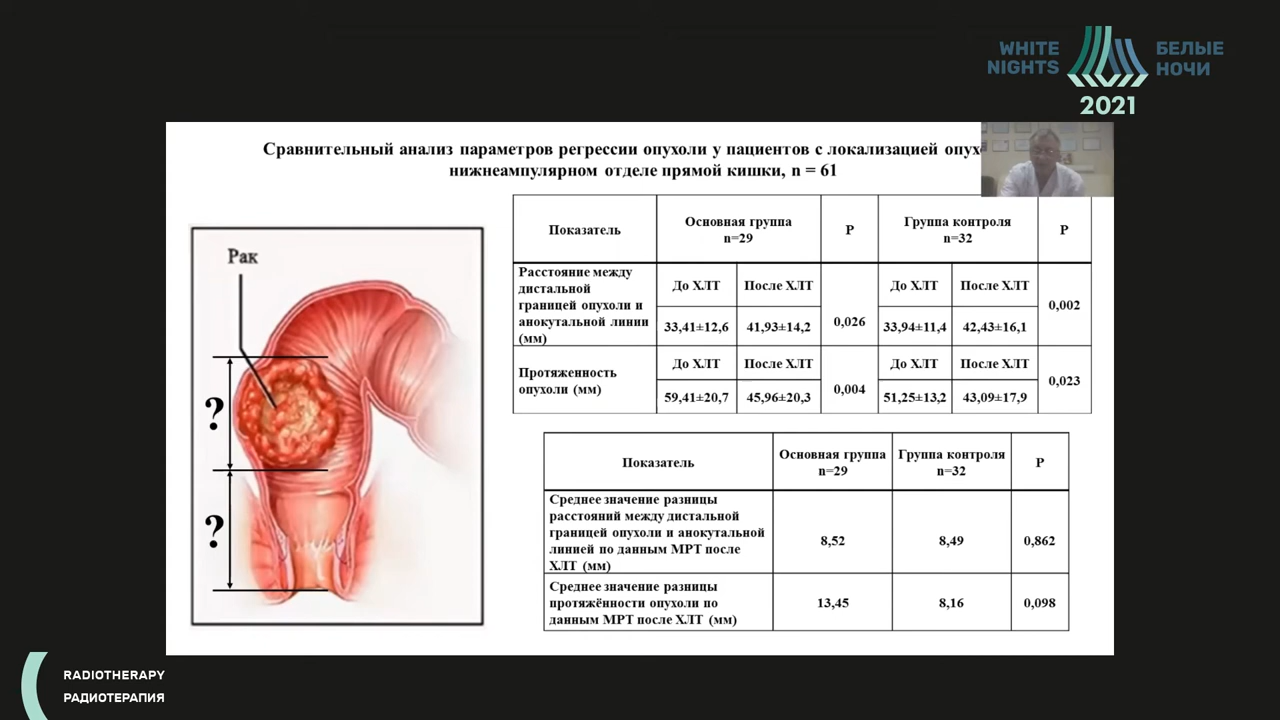 WHITE
NIGHTS
БЕЛЫЕ
НОЧИ
2021
Сравнительный анализ параметров регрессии опухоли у пациентов с локализацией
нижнеампулярном отделе прямой кишки, n = 61
Рак
?
?
Показатель
Основная группа
n=29
P
Группа контроля
n=32
P
Расстояние между
дистальной
границей опухоли и
анокутальной линии
(мм)
До ХЛТ
После ХЛТ
0,026
До ХЛТ
После ХЛТ
0,002
33,41±12,6
41,93±14,2
33,94±11,4
42,43±16,1
Протяженность
опухоли (мм)
До ХЛТ
После ХЛТ
0,004
До ХЛТ
После ХЛТ
0,023
59,41±20,7
45,96±20,3
51,25±13,2
43,09±17,9
Показатель
Основная группа
n=29
Группа контроля
n=32
P
Среднее значение разницы
расстояний между дистальной
границей опухоли и анокутальной
линией по данным МРТ после
ХЛТ (мм)
8,52
8,49
0,862
Среднее значение разницы
протяжённости опухоли по
данным МРТ после ХЛТ (мм)
13,45
8,16
0,098
RADIOTHERAPY
РАДИОТЕРАПИЯ